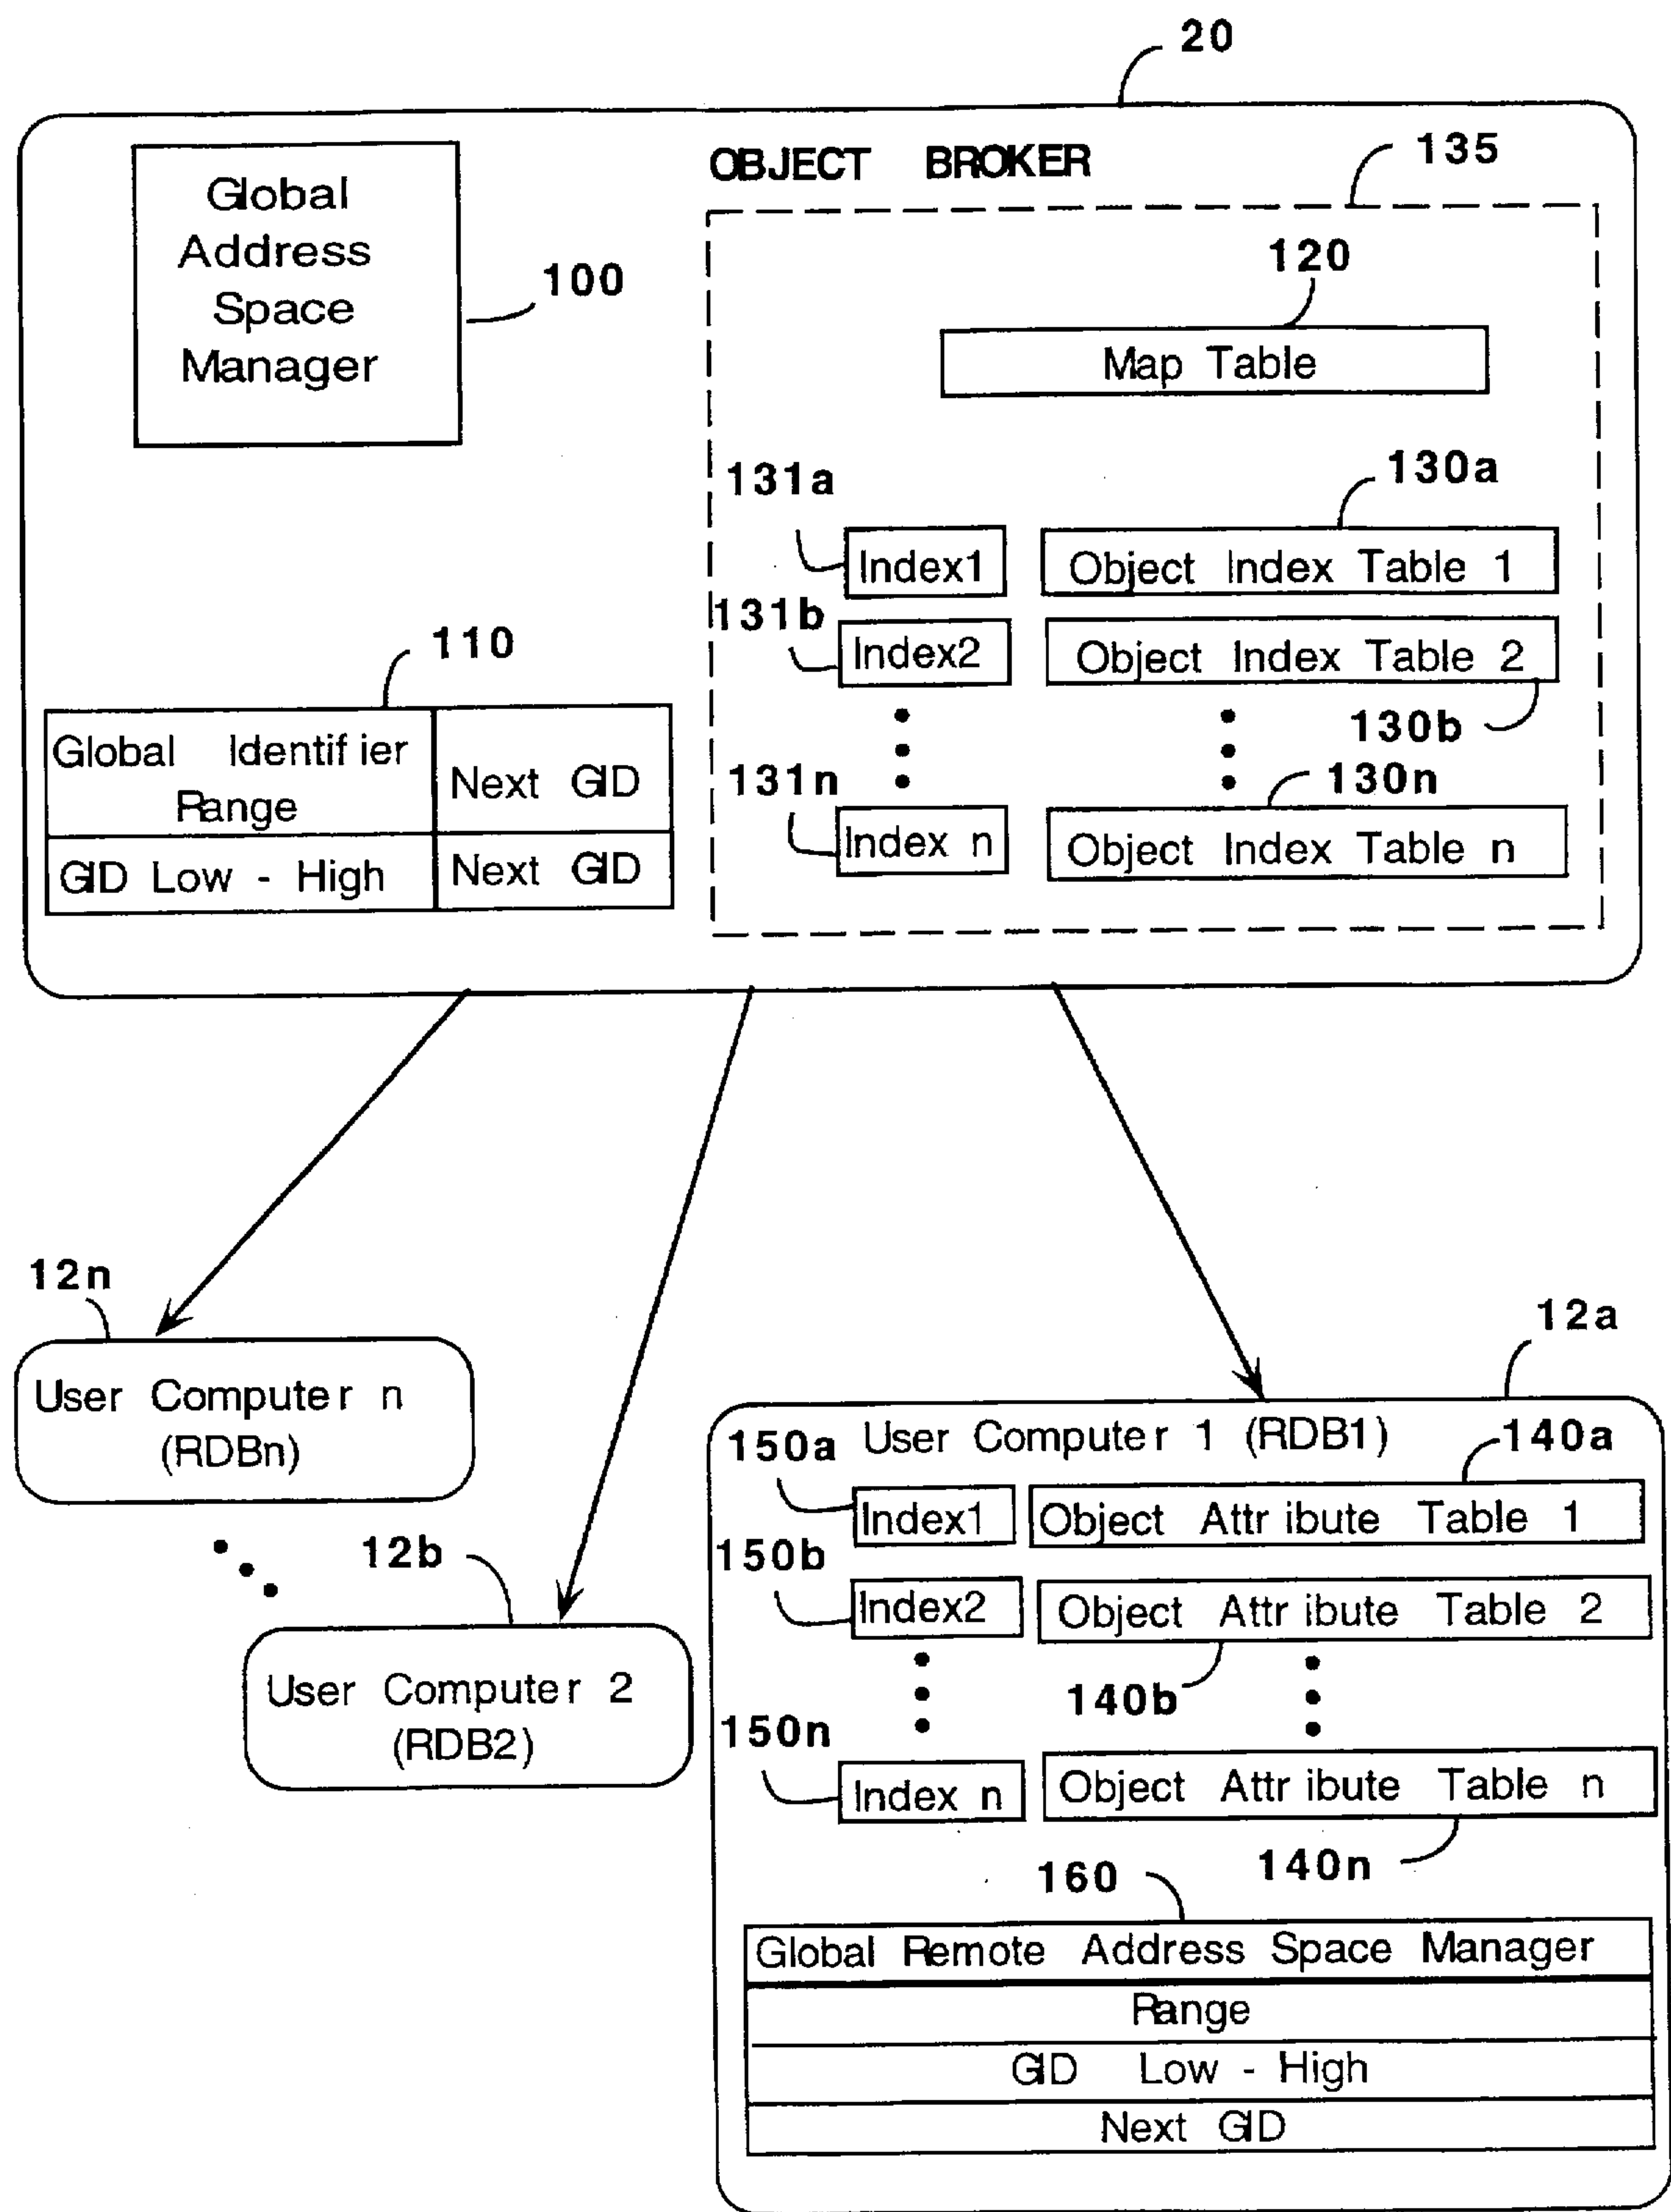 20
OBJECT BROKER
135
Global
Address
Space
Manager
100
120
Map Table
131a
130a
Index1
Object Index Table 1
131b
Index2
Object Index Table 2
130b
110
Global Identifier
Range
Next GID
GID Low - High
Next GID
131n
130n
Index n
Object Index Table n
12n
User Computer n
(RDBn)
12b
User Computer 2
(RDB2)
12a
User Computer 1 (RDB1)
150a
140a
Index1
Object Attribute Table 1
150b
Index2
Object Attribute Table 2
140b
150n
Index n
Object Attribute Table n
140n
160
Global Remote Address Space Manager
Range
GID Low - High
Next GID